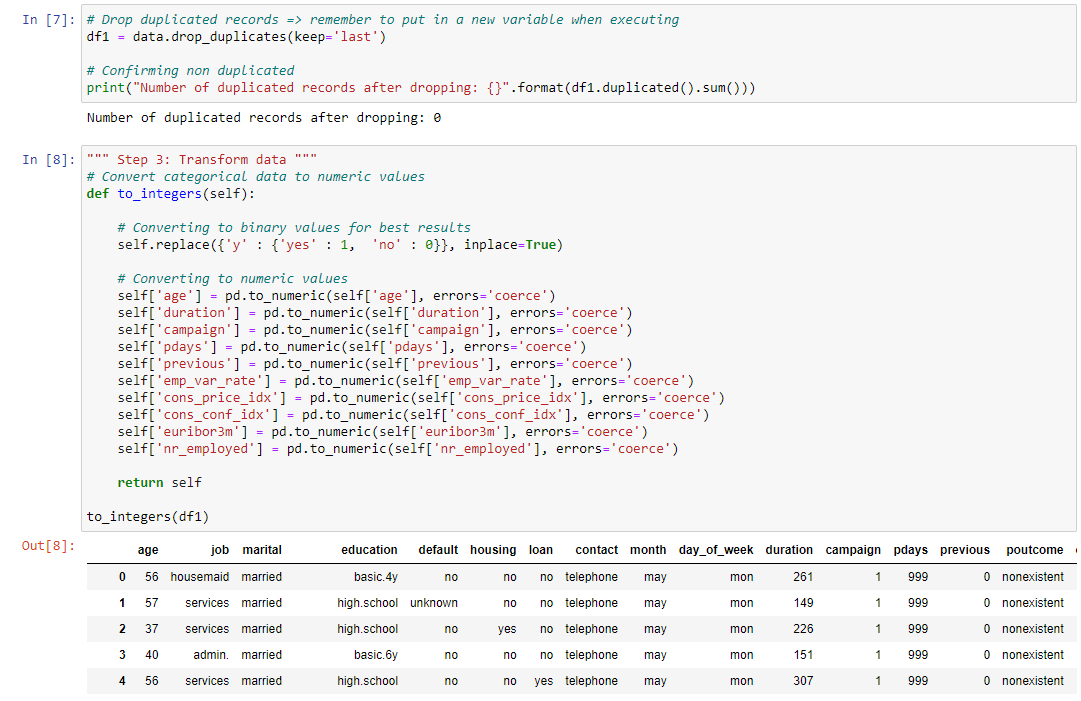 In [7]: # Drop duplicated records => remember to put in a new variable when executing
df1 = data.drop_duplicates(keep='last')
# Confirming non duplicated
print("Number of duplicated records after dropping: {}".format(df1.duplicated().sum()))
Number of duplicated records after dropping: 0
In [8]: """ Step 3: Transform data """
# Convert categorical data to numeric values
def to_integers(self):
# Converting to binary values for best results
self.replace({'y' : {'yes' : 1,  'no' : 0}}, inplace=True)
# Converting to numeric values
self['age'] = pd.to_numeric(self['age'], errors='coerce')
self['duration'] = pd.to_numeric(self['duration'], errors='coerce')
self['campaign'] = pd.to_numeric(self['campaign'], errors='coerce')
self['pdays'] = pd.to_numeric(self['pdays'], errors='coerce')
self['previous'] = pd.to_numeric(self['previous'], errors='coerce')
self['emp_var_rate'] = pd.to_numeric(self['emp_var_rate'], errors='coerce')
self['cons_price_idx'] = pd.to_numeric(self['cons_price_idx'], errors='coerce')
self['cons_conf_idx'] = pd.to_numeric(self['cons_conf_idx'], errors='coerce')
self['euribor3m'] = pd.to_numeric(self['euribor3m'], errors='coerce')
self['nr_employed'] = pd.to_numeric(self['nr_employed'], errors='coerce')
return self
to_integers(df1)
Out[8]: age job marital education default housing loan contact month day_of_week duration campaign pdays previous poutcome
0 56 housemaid married basic.4y no no no telephone may mon 261 1 999 0 nonexistent
1 57 services married high.school unknown no no telephone may mon 149 1 999 0 nonexistent
2 37 services married high.school no yes no telephone may mon 226 1 999 0 nonexistent
3 40 admin. married basic.6y no no no telephone may mon 151 1 999 0 nonexistent
4 56 services married high.school no no yes telephone may mon 307 1 999 0 nonexistent